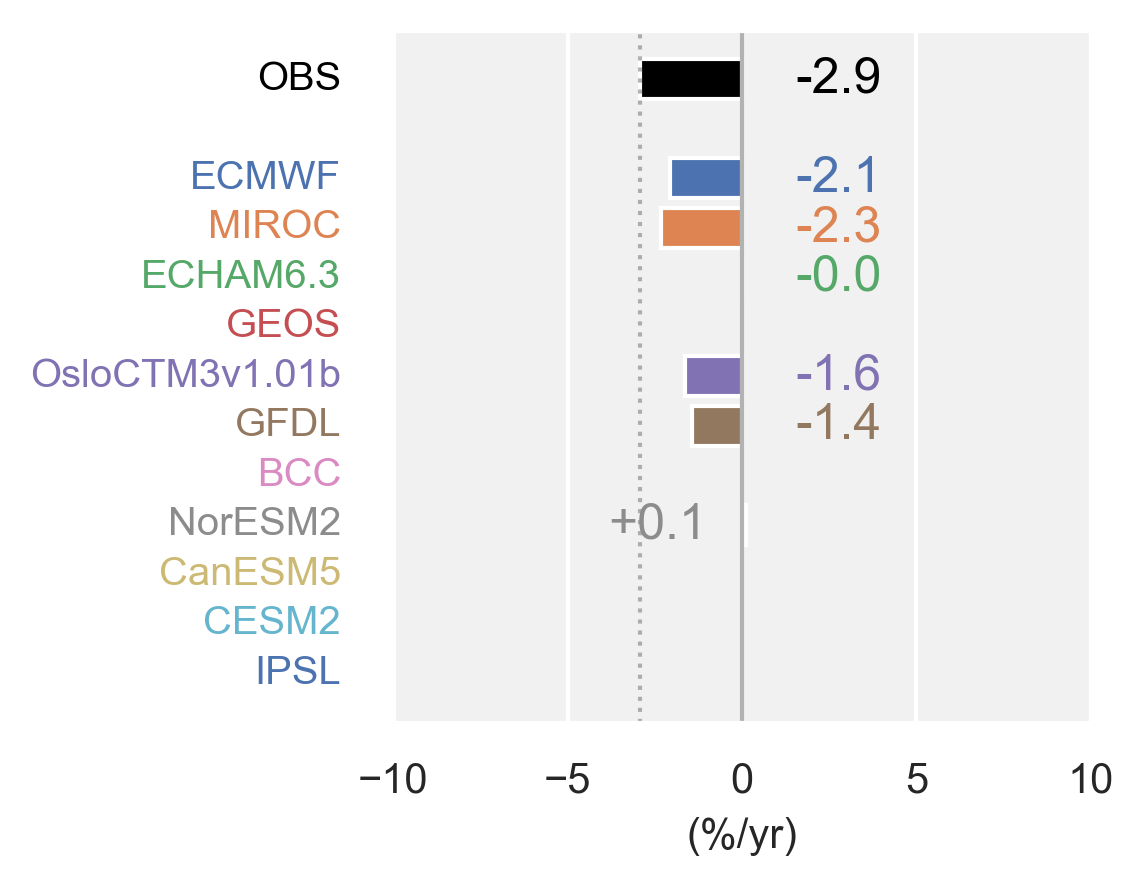 OBS -2.9
ECMWF -2.1
MIROC -2.3
ECHAM6.3 -0.0
GEOS
OsloCTM3v1.01b -1.6
GFDL -1.4
BCC
NorESM2 +0.1
CanESM5
CESM2
IPSL
−10 −5 0 5 10
(%/yr)